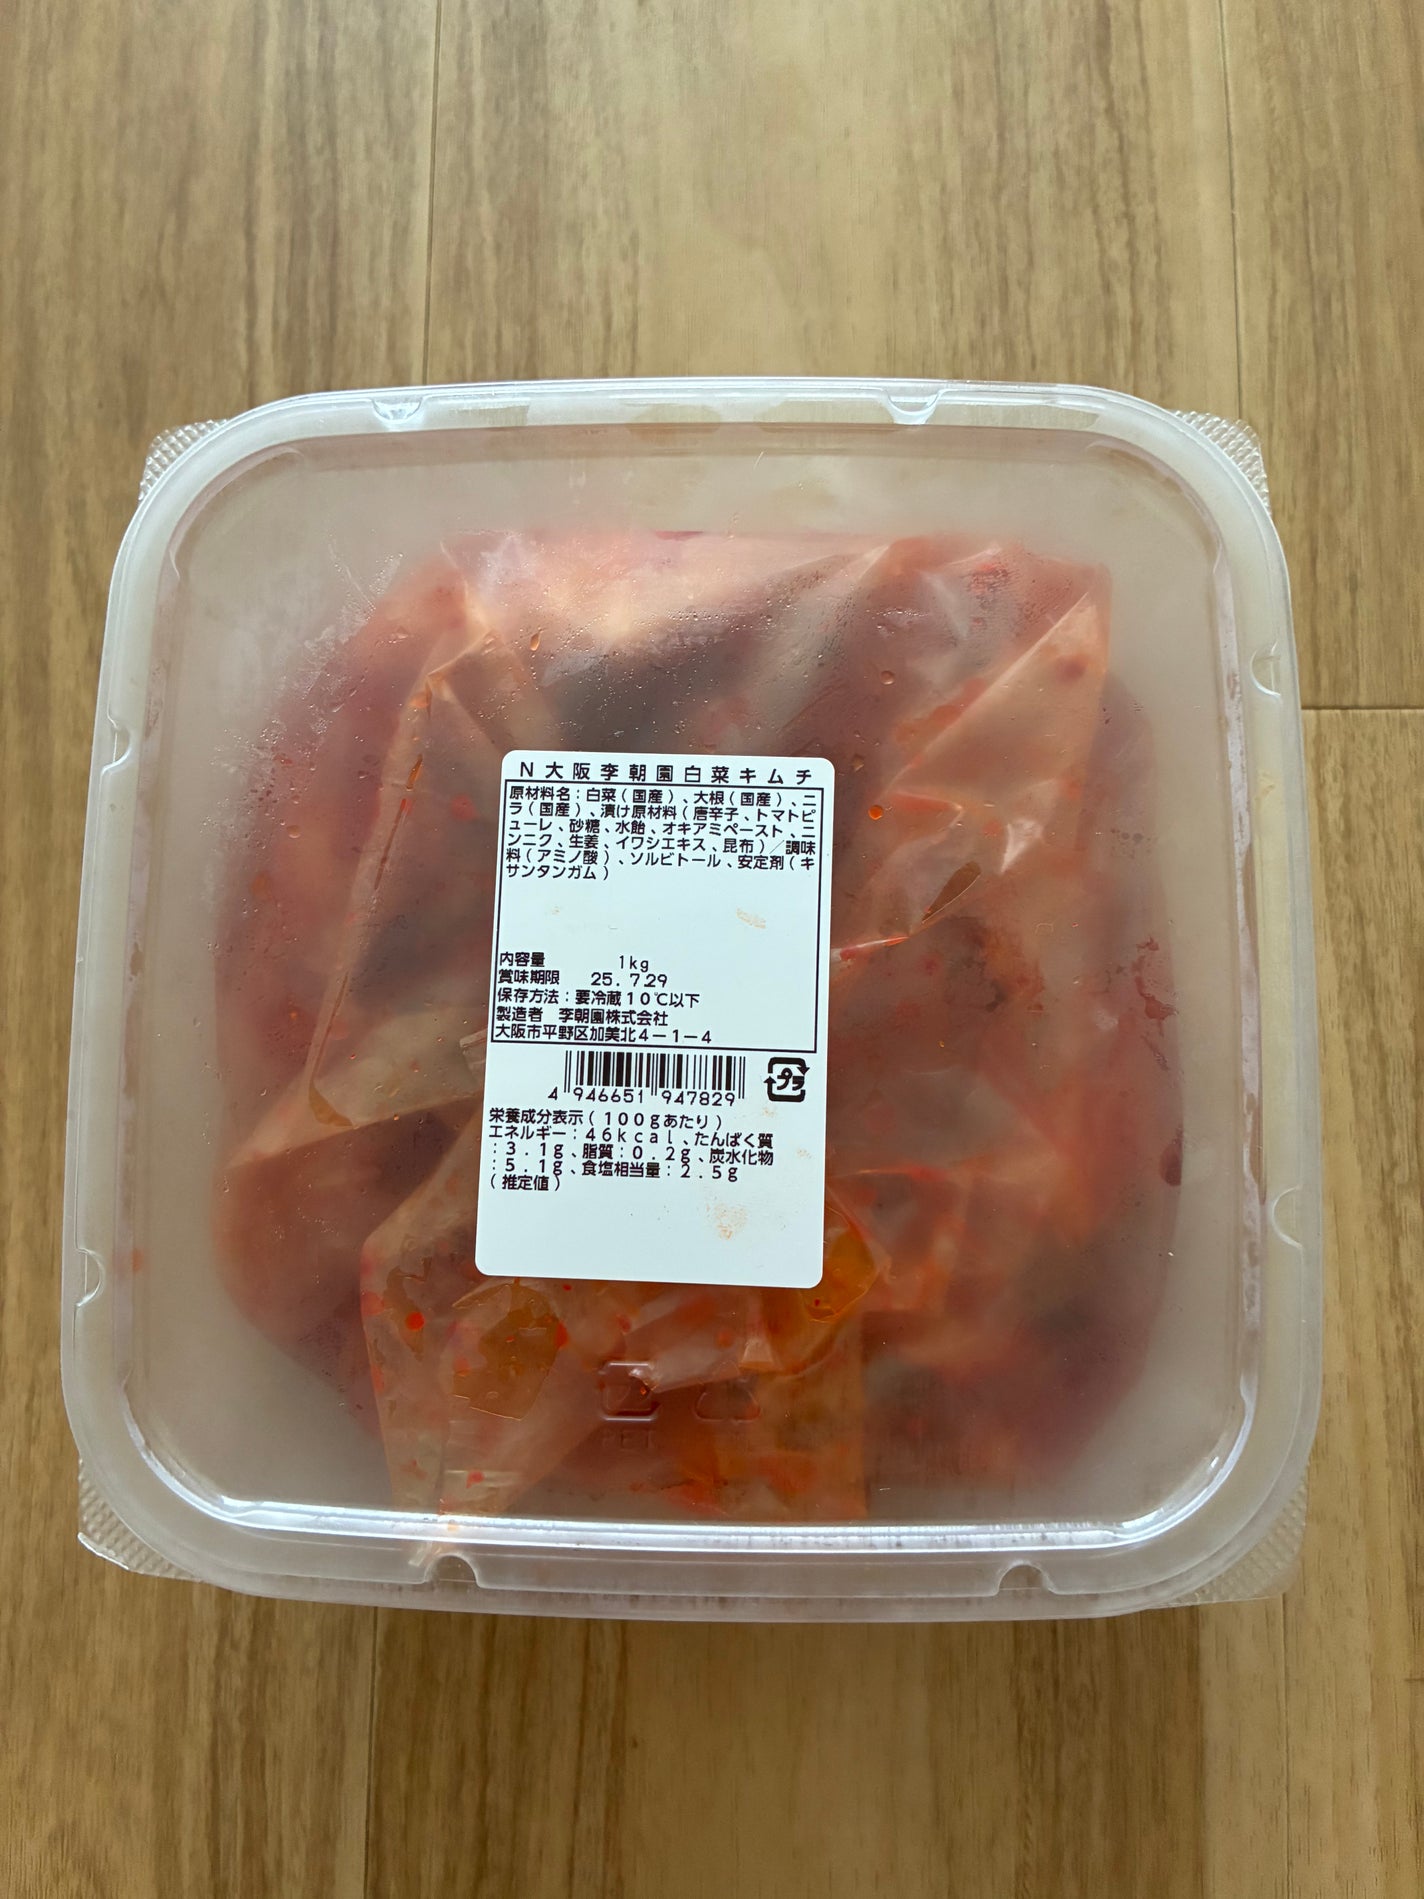 N大阪李朝園白菜キムチ
原材料名：白菜（国産）、大根（国産）、ニ
ラ（国産）、漬け原材料（唐辛子、トマトピ
ューレ、砂糖、水飴、オキアミペースト、ニ
ンニク、生姜、イワシエキス、昆布）／調味
料（アミノ酸）、ソルビトール、安定剤（キ
サンタンガム）
内容量 1kg
賞味期限 25. 7.29
保存方法：要冷蔵10℃以下
製造者 李朝園株式会社
大阪市平野区加美北4－1－4
プラ
4 946651 947829
栄養成分表示（100gあたり）
エネルギー：46kcal、たんぱく質
：3．1g、脂質：0．2g、炭水化物
：5．1g、食塩相当量：2．5g
（推定値）
PET